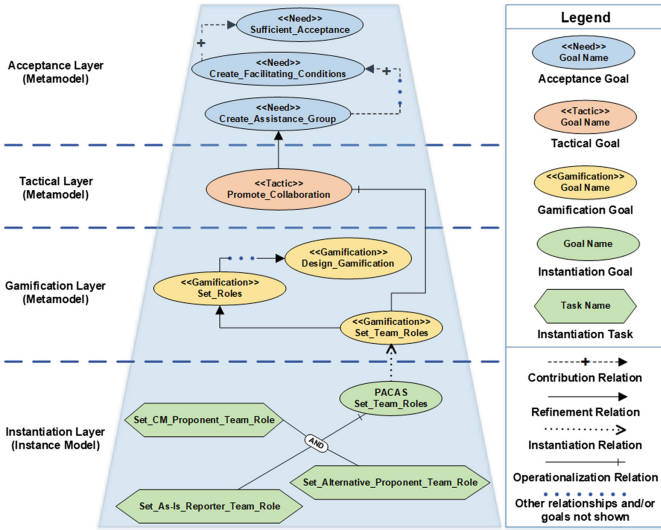 <<Need>>
Sufficient_Acceptance
+
Acceptance Layer
(Metamodel)
<<Need>>
Create_Facilitating_Conditions
+
<<Need>>
Create_Assistance_Group
Tactical Layer
(Metamodel)
<<Tactic>>
Promote_Collaboration
Gamification Layer
(Metamodel)
<<Gamification>>
Design_Gamification
<<Gamification>>
Set_Roles
<<Gamification>>
Set_Team_Roles
Instantiation Layer
(Instance Model)
PACAS
Set_Team_Roles
Set_CM_Proponent_Team_Role
AND
Set_Alternative_Proponent_Team_Role
Set_As-Is_Reporter_Team_Role
Legend
<<Need>>
Goal Name
Acceptance Goal
<<Tactic>>
Goal Name
Tactical Goal
<<Gamification>>
Goal Name
Gamification Goal
Goal Name
Instantiation Goal
Task Name
Instantiation Task
+
Contribution Relation
Refinement Relation
Instantiation Relation
Operationalization Relation
Other relationships and/or
goals not shown